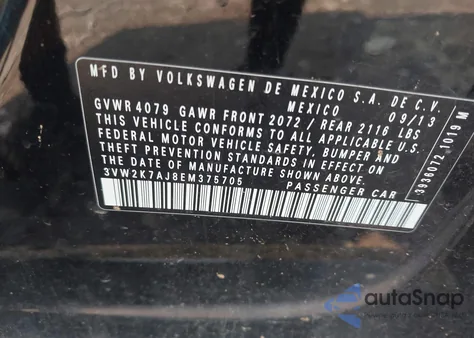 MFD BY VOLKSWAGEN DE MEXICO S.A. DE C.V.
MEXICO 09/13
GVWR 4079 GAWR FRONT 2072 / REAR 2116 LBS
THIS VEHICLE CONFORMS TO ALL APPLICABLE U.S.
FEDERAL MOTOR VEHICLE SAFETY, BUMPER AND
THEFT PREVENTION STANDARDS IN EFFECT ON
THE DATE OF MANUFACTURE SHOWN ABOVE.
3VW2K7AJ8EM375705 PASSENGER CAR
3936072 1019 M
autoSnap